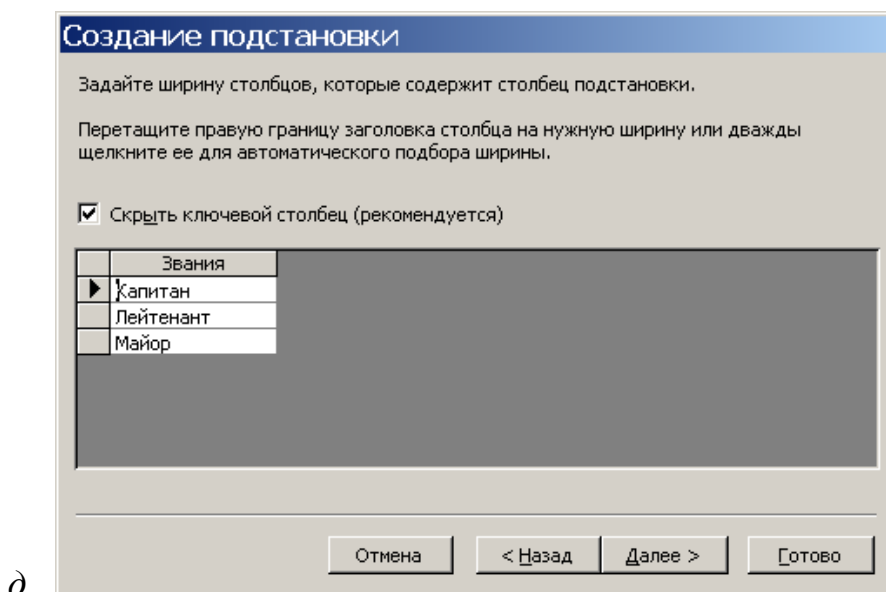 Создание подстановки
Задайте ширину столбцов, которые содержит столбец подстановки.
Перетащите правую границу заголовка столбца на нужную ширину или дважды
щелкните ее для автоматического подбора ширины.
Скрыть ключевой столбец (рекомендуется)
Звания
Капитан
Лейтенант
Майор
Отмена < Назад Далее > Готово
д